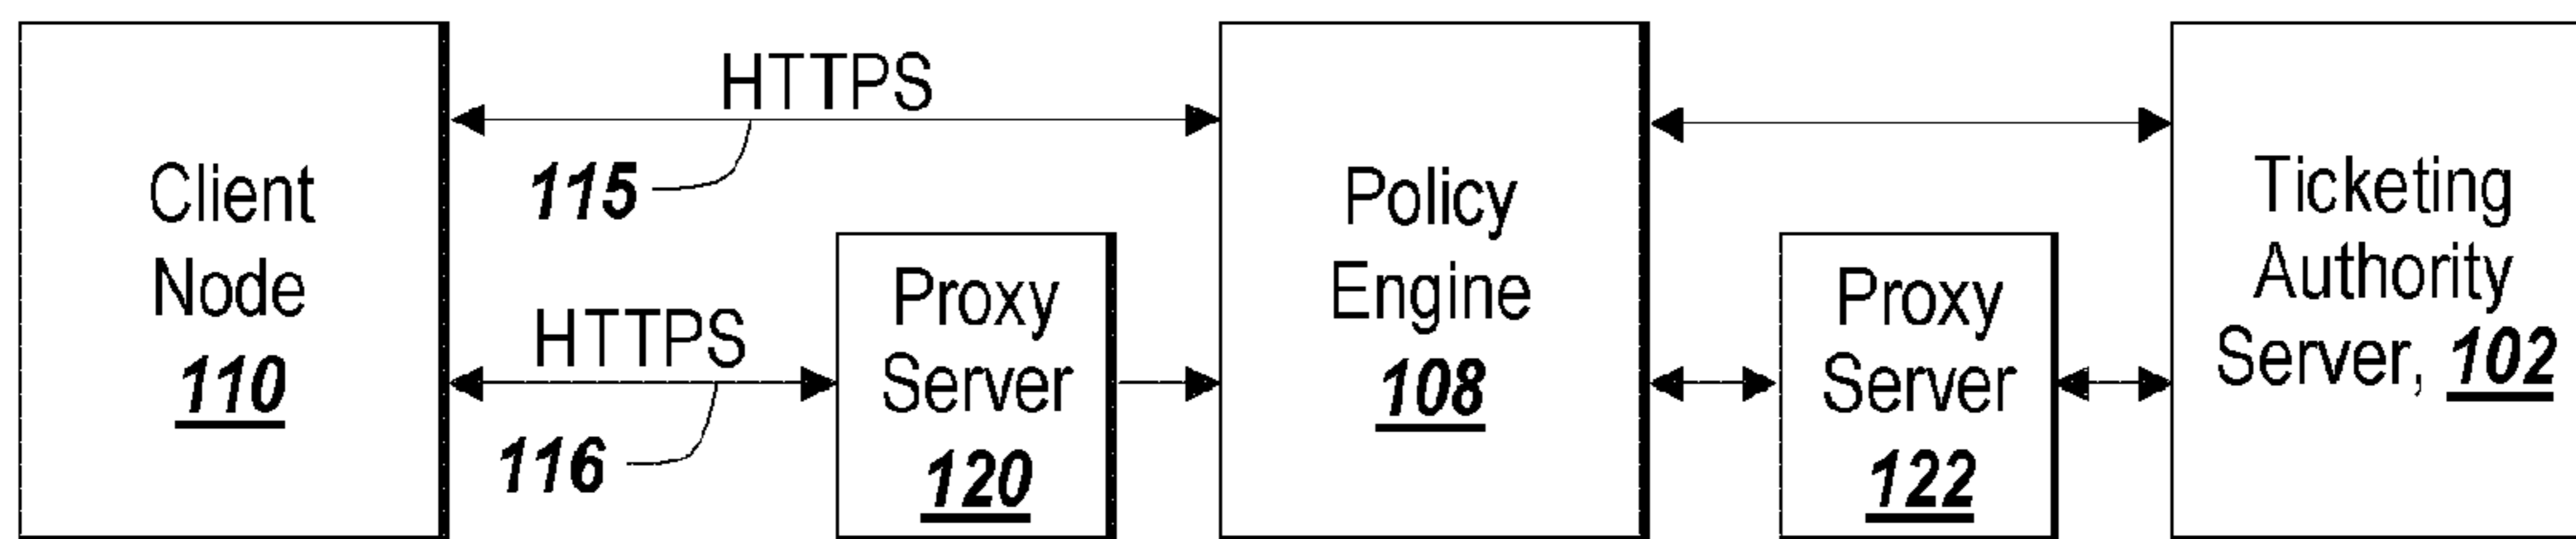 Client
Node
110
HTTPS
115
HTTPS
116
Proxy
Server
120
Policy
Engine
108
Proxy
Server
122
Ticketing
Authority
Server, 102